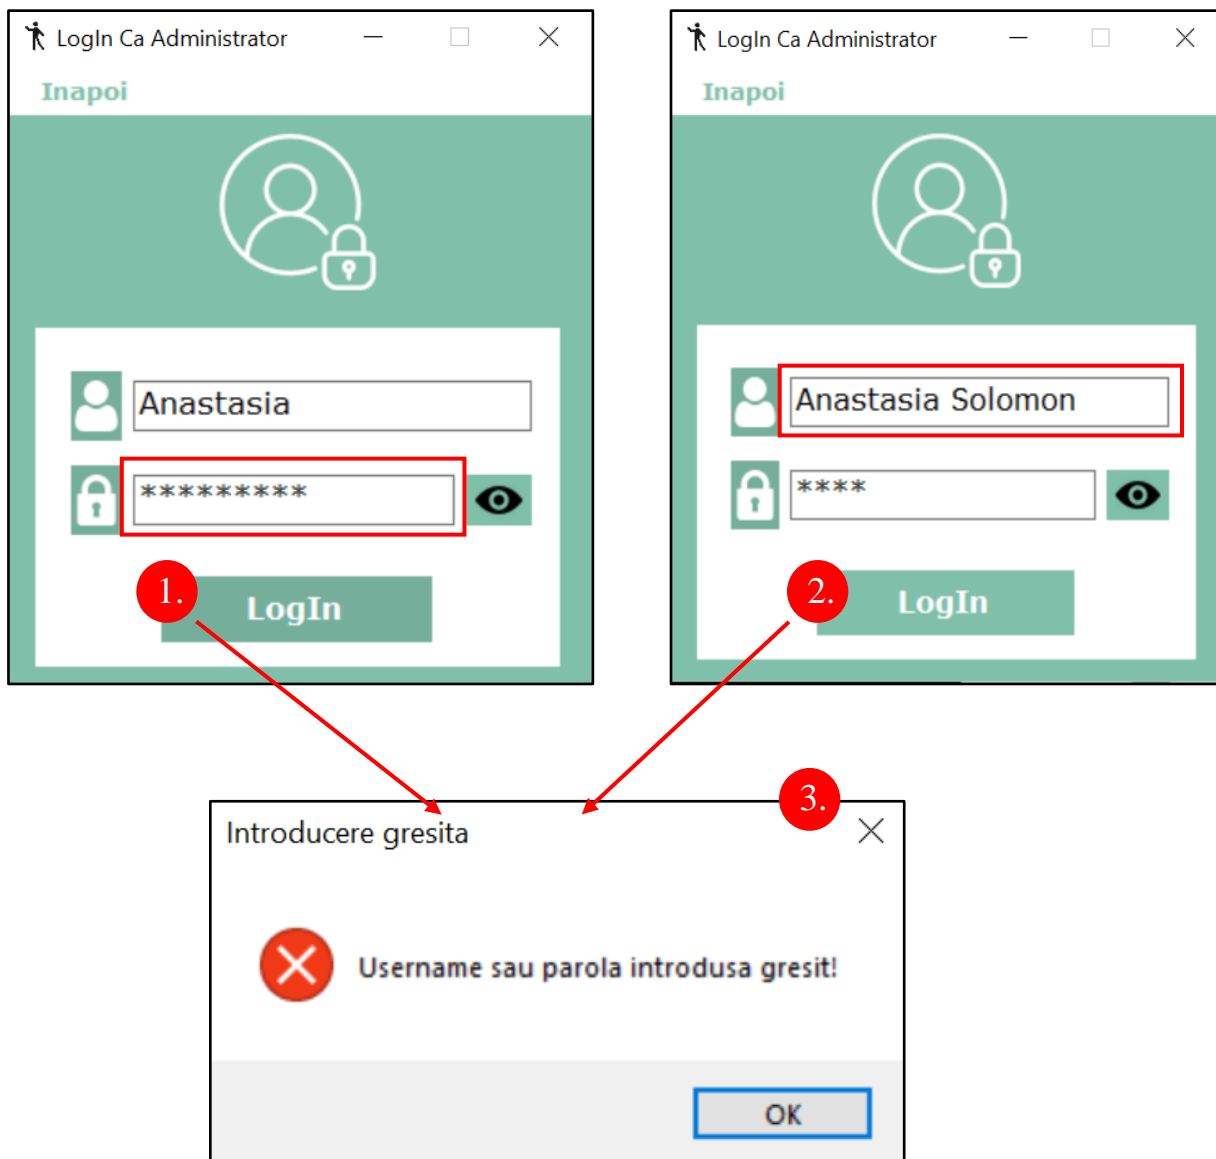 LogIn Ca Administrator
Inapoi
Anastasia
*********
1.
LogIn
LogIn Ca Administrator
Inapoi
Anastasia Solomon
****
2.
LogIn
3.
Introducere gresita
Username sau parola introdusa gresit!
OK